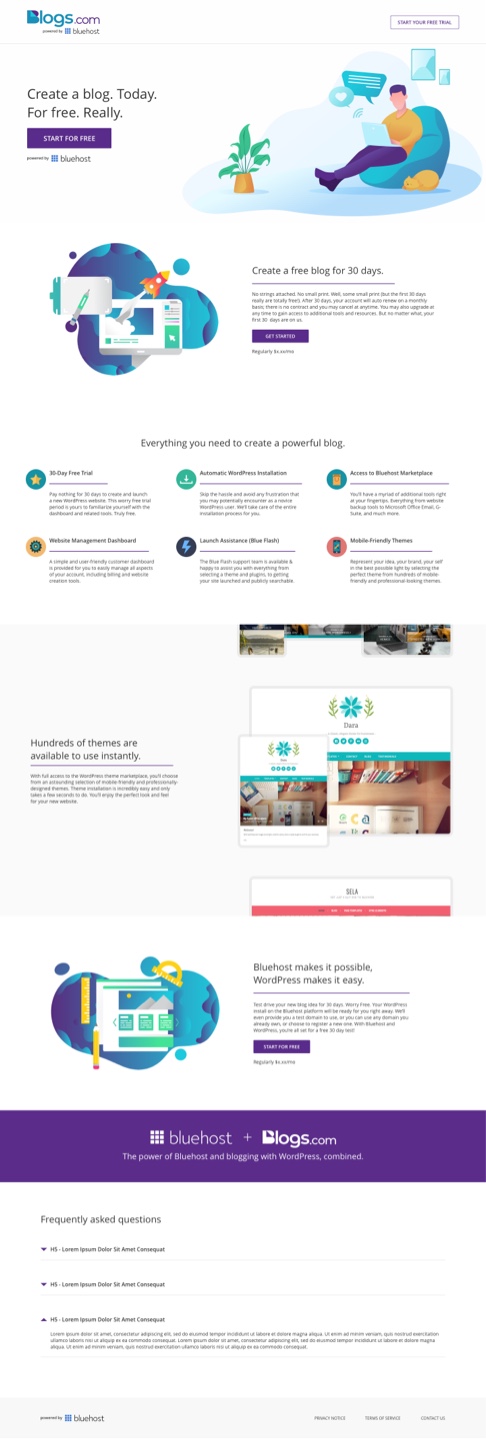 Blogs.com
powered by bluehost
START YOUR FREE TRIAL
Create a blog. Today.
For free. Really.
START FOR FREE
powered by bluehost
Create a free blog for 30 days.
No strings attached. No small print. Well, some small print (but the first 30 days
really are totally free!). After 30 days, your account will auto renew on a monthly
basis; there is no contract and you may cancel at anytime. You may also upgrade at
any time to gain access to additional tools and resources. But no matter what, your
first 30 days are on us.
GET STARTED
Regularly $x.xx/mo
Everything you need to create a powerful blog.
30-Day Free Trial
Pay nothing for 30 days to create and launch
a new WordPress website. This worry free trial
period is yours to familiarize yourself with the
dashboard and related tools. Truly free.
Automatic WordPress Installation
Skip the hassle and avoid any frustration that
you may potentially encounter as a novice
WordPress user. We'll take care of the entire
installation process for you.
Access to Bluehost Marketplace
You'll have a myriad of additional tools right
at your fingertips. Everything from website
backup tools to Microsoft Office Email, G-
Suite, and much more.
Website Management Dashboard
A simple and user-friendly customer dashboard
is provided for you to easily manage all aspects
of your account, including billing and website
creation tools.
Launch Assistance (Blue Flash)
The Blue Flash support team is available &
happy to assist you with everything from
selecting a theme and plugins, to getting
your site launched and publicly searchable.
Mobile-Friendly Themes
Represent your idea, your brand, your self
in the best possible light by selecting the
perfect theme from hundreds of mobile-
friendly and professional-looking themes.
Hundreds of themes are
available to use instantly.
With full access to the WordPress theme marketplace, you'll choose
from an astounding selection of mobile-friendly and professionally-
designed themes. Theme installation is incredibly easy and only
takes a few seconds to do. You'll enjoy the perfect look and feel
for your new website.
Dara
Dara
SELA
Bluehost makes it possible,
WordPress makes it easy.
Test drive your new blog idea for 30 days. Worry Free. Your WordPress
install on the Bluehost platform will be ready for you right away. We'll
even provide you a test domain to use, or you can use any domain you
already own, or choose to register a new one. With Bluehost and
WordPress, you're all set for a free 30 day test!
START FOR FREE
Regularly $x.xx/mo
bluehost + Blogs.com
The power of Bluehost and blogging with WordPress, combined.
Frequently asked questions
H5 - Lorem Ipsum Dolor Sit Amet Consequat
H5 - Lorem Ipsum Dolor Sit Amet Consequat
H5 - Lorem Ipsum Dolor Sit Amet Consequat
Lorem ipsum dolor sit amet, consectetur adipiscing elit, sed do eiusmod tempor incididunt ut labore et dolore magna aliqua. Ut enim ad minim veniam, quis nostrud exercitation
ullamco laboris nisi ut aliquip ex ea commodo consequat. Lorem ipsum dolor sit amet, consectetur adipiscing elit, sed do eiusmod tempor incididunt ut labore et dolore magna
aliqua. Ut enim ad minim veniam, quis nostrud exercitation ullamco laboris nisi ut aliquip ex ea commodo consequat.
powered by bluehost
PRIVACY NOTICE
TERMS OF SERVICE
CONTACT US